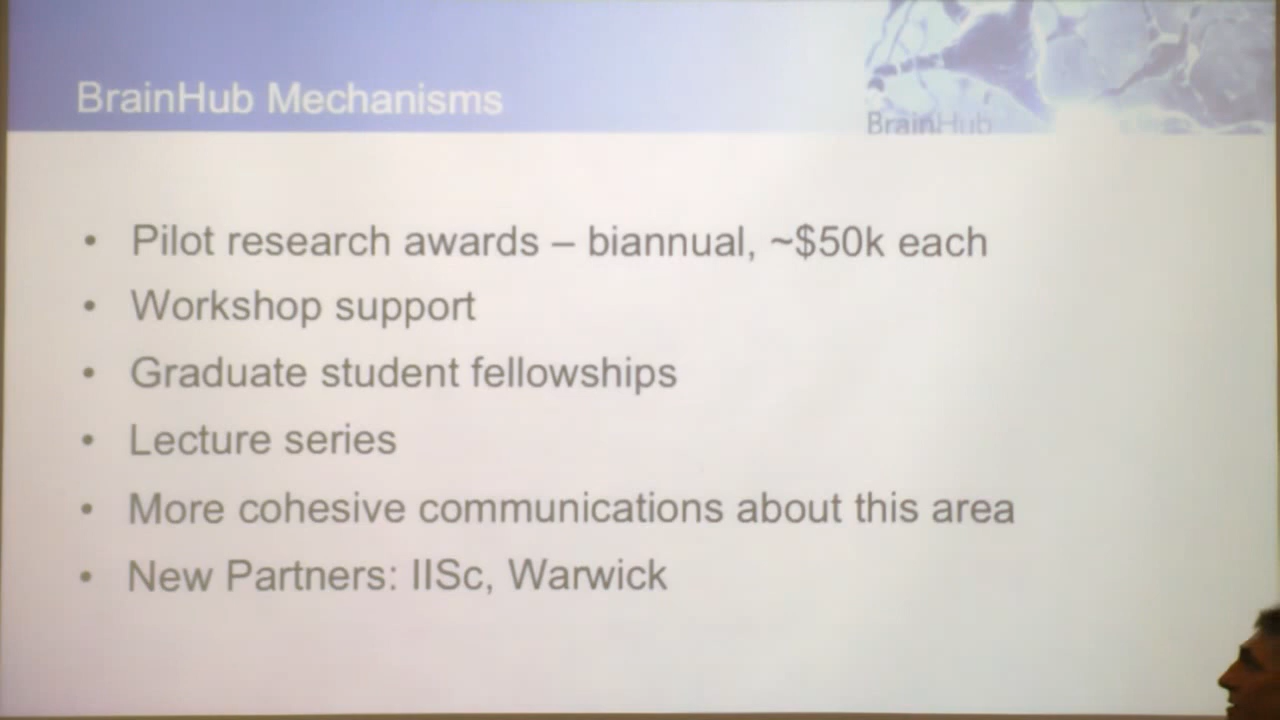 BrainHub Mechanisms
BrainHub
• Pilot research awards – biannual, ~$50k each
• Workshop support
• Graduate student fellowships
• Lecture series
• More cohesive communications about this area
• New Partners: IISc, Warwick